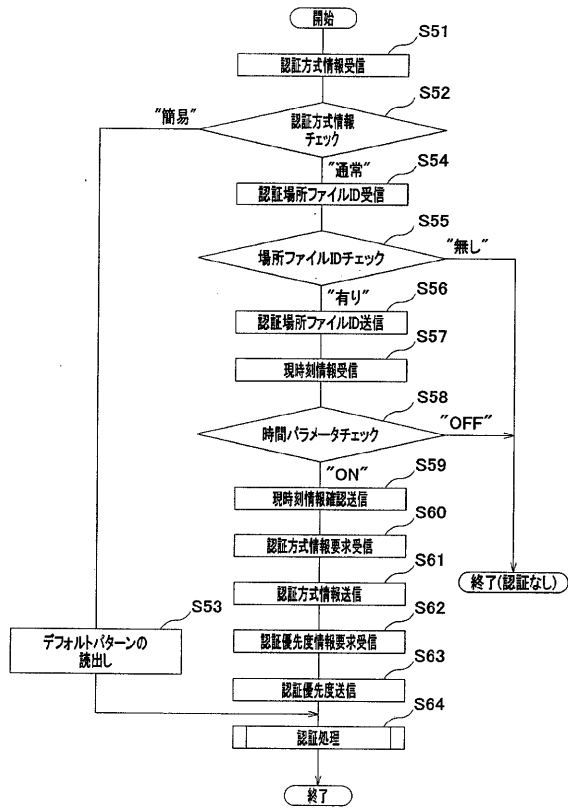 開始
S51
認証方式情報受信
S52
"簡易"
認証方式情報
チェック
"通常"
S54
認証場所ファイルID受信
S55
場所ファイルIDチェック
"無し"
"有り"
S56
認証場所ファイルID送信
S57
現時刻情報受信
S58
時間パラメータチェック
"OFF"
"ON"
S59
現時刻情報確認送信
S60
認証方式情報要求受信
S61
認証方式情報送信
終了(認証なし)
S62
認証優先度情報要求受信
S53
デフォルトパターンの
読出し
S63
認証優先度送信
S64
認証処理
終了